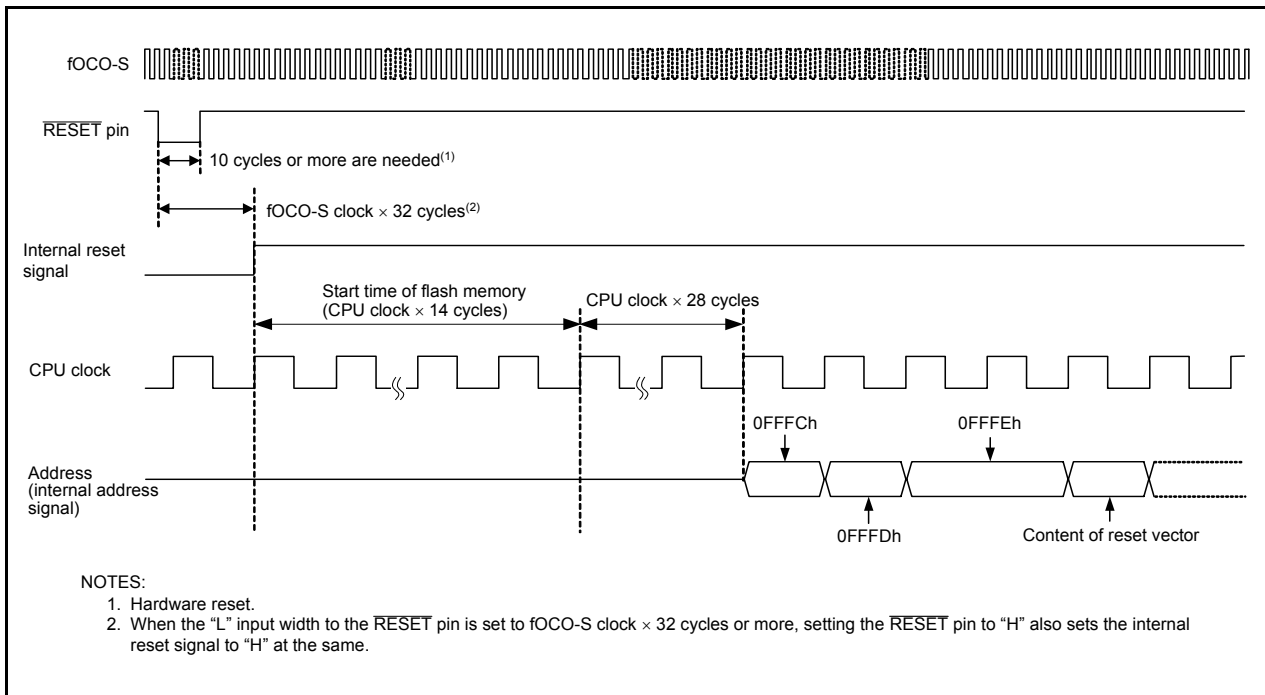 fOCO-S
RESET pin
10 cycles or more are needed(1)
fOCO-S clock × 32 cycles(2)
Internal reset
signal
Start time of flash memory
(CPU clock × 14 cycles)
CPU clock × 28 cycles
CPU clock
0FFFCh
0FFFEh
Address
(internal address
signal)
0FFFDh
Content of reset vector
NOTES:
1. Hardware reset.
2. When the “L” input width to the RESET pin is set to fOCO-S clock × 32 cycles or more, setting the RESET pin to “H” also sets the internal
reset signal to “H” at the same.